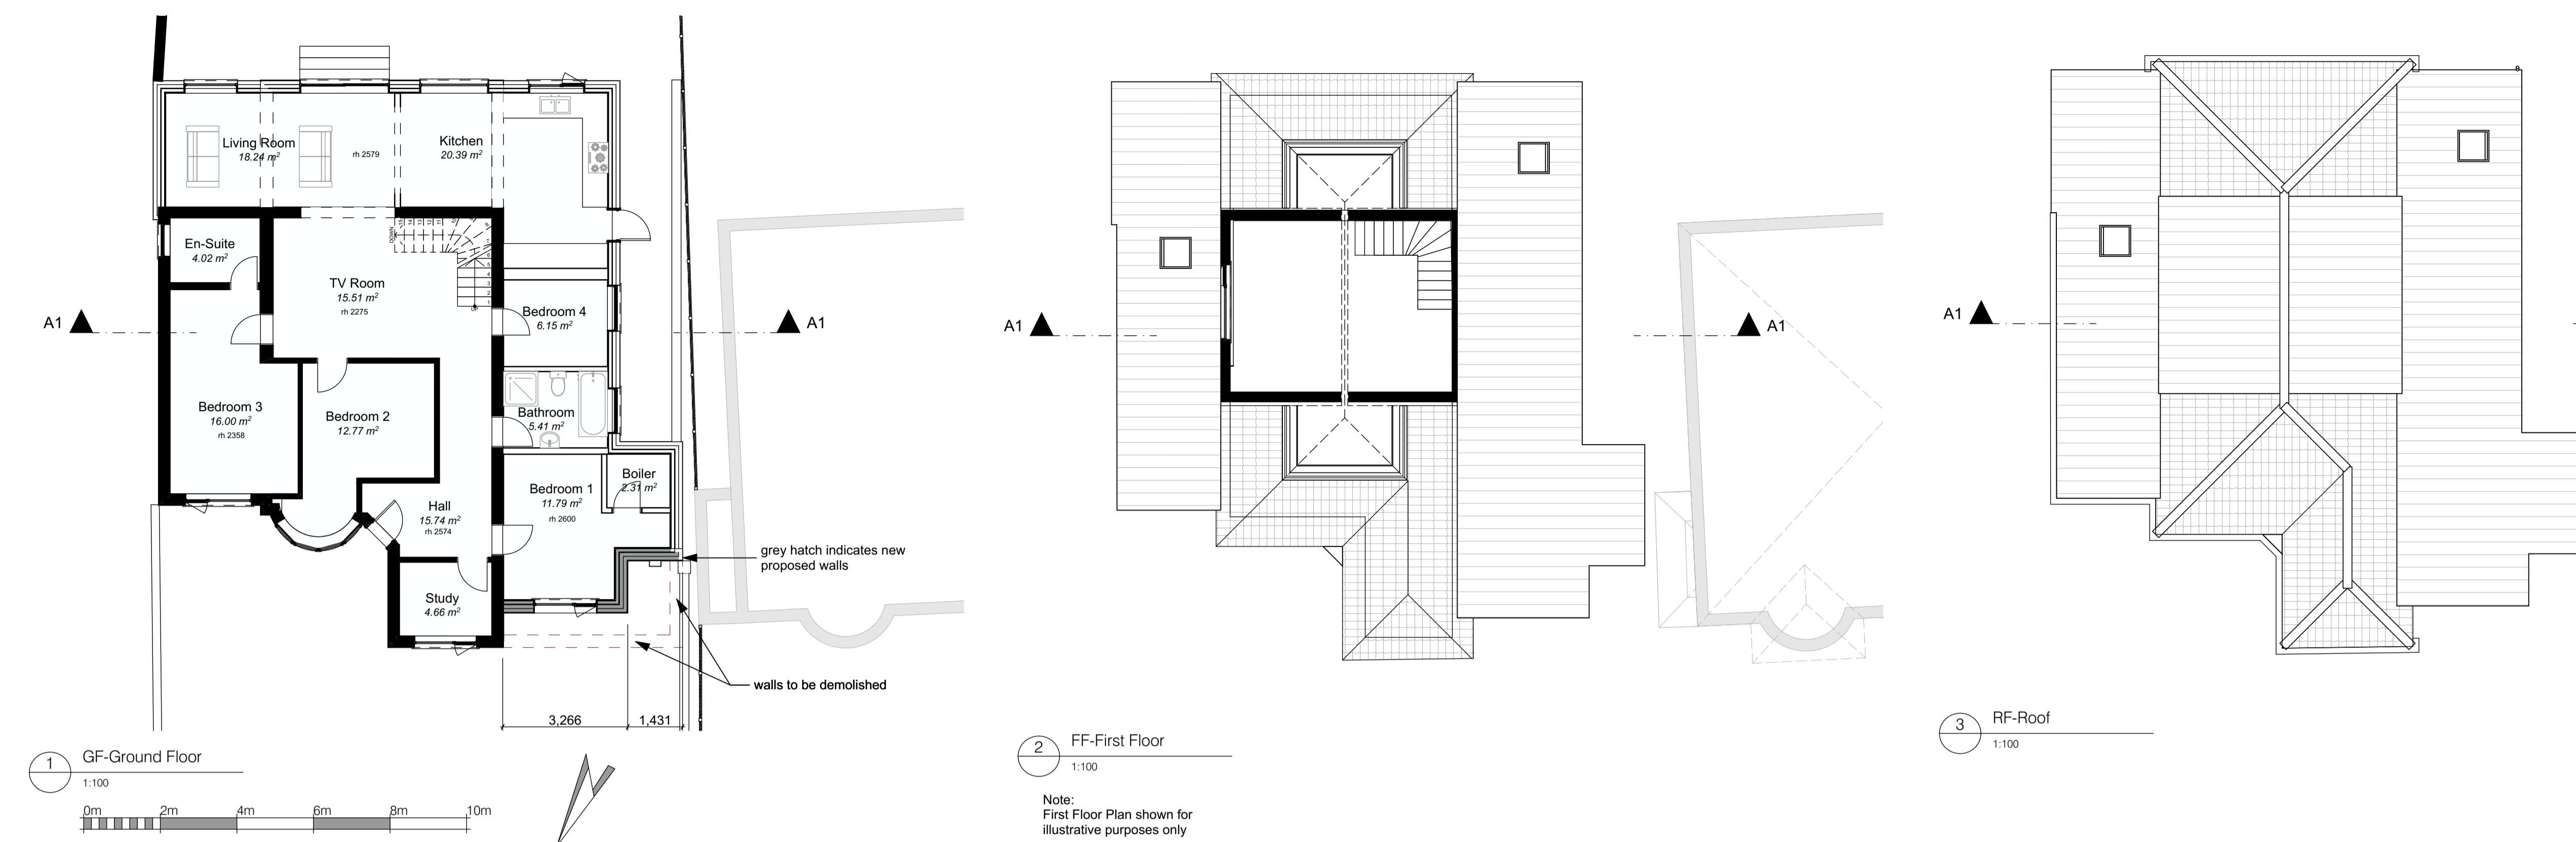 Living Room
18.24 m²
rh 2579
Kitchen
20.39 m²
En-Suite
4.02 m²
TV Room
15.51 m²
rh 2275
DOWN
UP
Bedroom 4
6.15 m²
A1
A1
Bedroom 3
16.00 m²
rh 2358
Bedroom 2
12.77 m²
Bathroom
5.41 m²
Bedroom 1
11.79 m²
rh 2600
Boiler
2.31 m²
Hall
15.74 m²
rh 2574
Study
4.66 m²
grey hatch indicates new
proposed walls
walls to be demolished
3,266
1,431
1
GF-Ground Floor
1:100
0m 2m 4m 6m 8m 10m
A1
A1
2
FF-First Floor
1:100
Note:
First Floor Plan shown for
illustrative purposes only
A1
3
RF-Roof
1:100